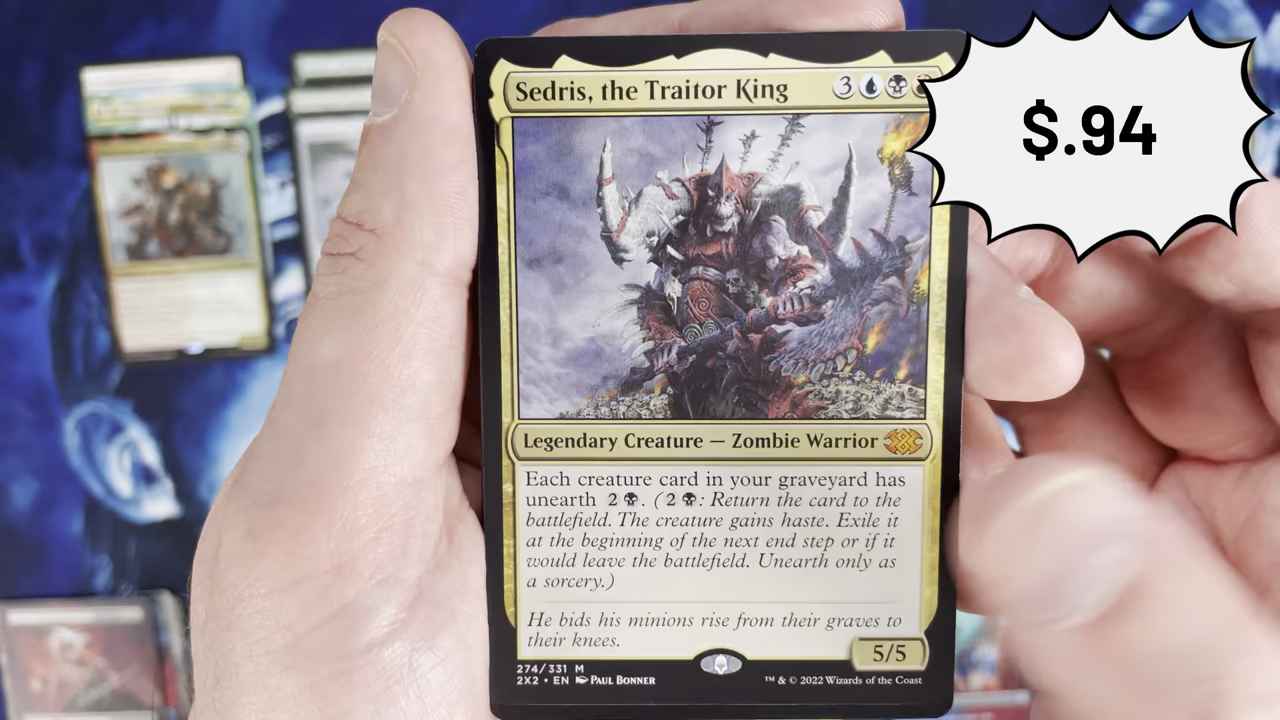 Sedris, the Traitor King 3
$.94
Legendary Creature — Zombie Warrior
Each creature card in your graveyard has
unearth 2. (2: Return the card to the
battlefield. The creature gains haste. Exile it
at the beginning of the next end step or if it
would leave the battlefield. Unearth only as
a sorcery.)
He bids his minions rise from their graves to
their knees.
5/5
274/331 M
2X2 • EN PAUL BONNER
™ & © 2022 Wizards of the Coast